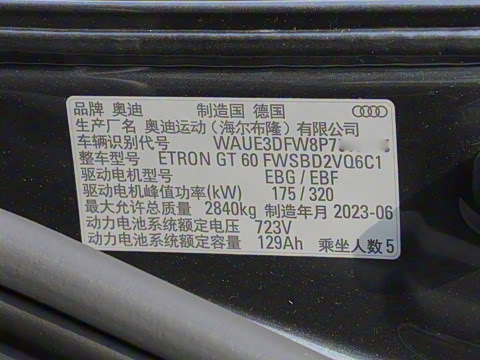 品牌 奥迪 制造国 德国
生产厂名 奥迪运动（海尔布隆）有限公司
车辆识别代号 WAUE3DFW8P7
整车型号 ETRON GT 60 FWSBD2VQ6C1
驱动电机型号 EBG / EBF
驱动电机峰值功率(kW) 175 / 320
最大允许总质量 2840kg 制造年月 2023-06
动力电池系统额定电压 723V
动力电池系统额定容量 129Ah 乘坐人数 5